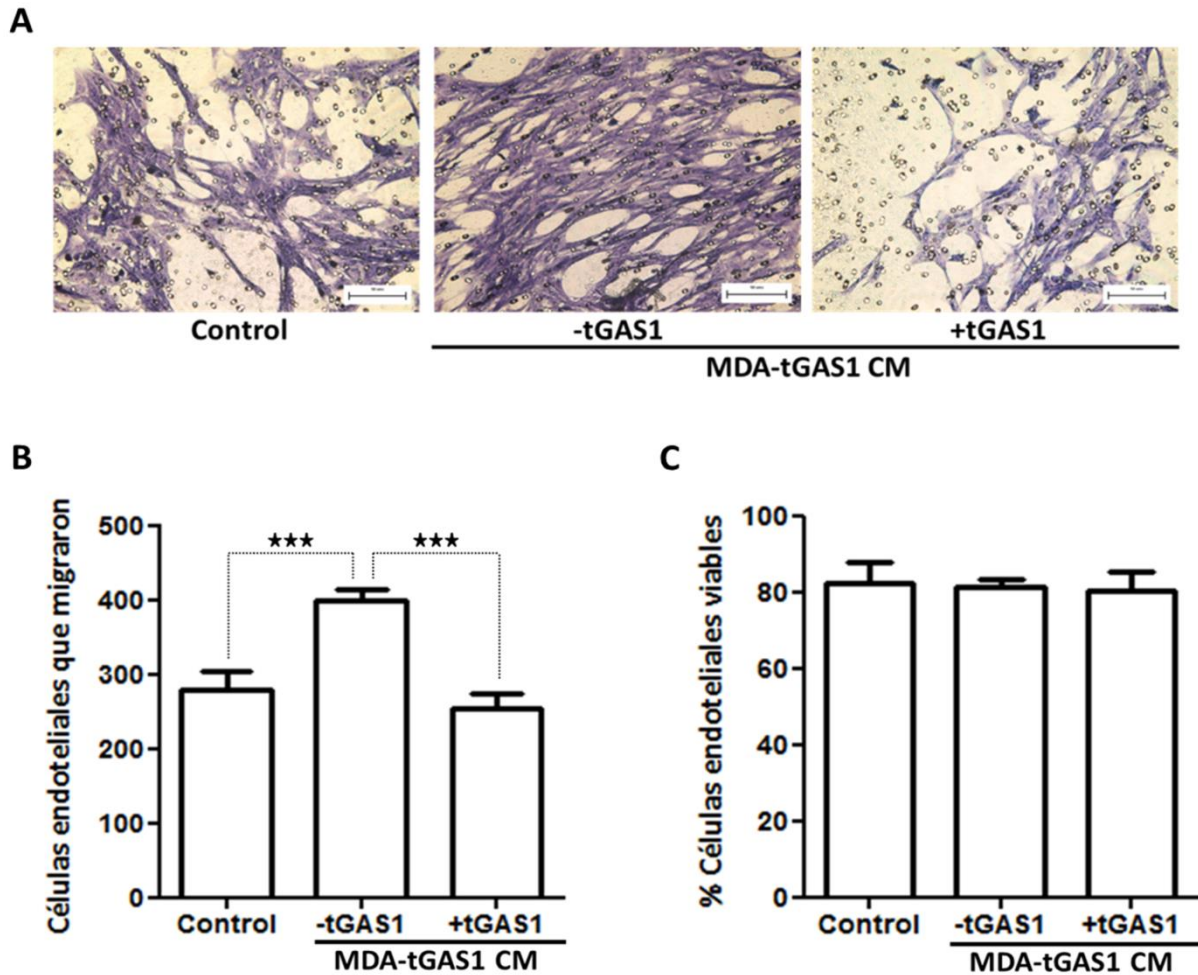 A
Control
-tGAS1
+tGAS1
MDA-tGAS1 CM
B
Células endoteliales que migraron
500
400
300
200
100
0
★★★
★★★
Control
-tGAS1
+tGAS1
MDA-tGAS1 CM
C
% Células endoteliales viables
100
80
60
40
20
0
Control
-tGAS1
+tGAS1
MDA-tGAS1 CM